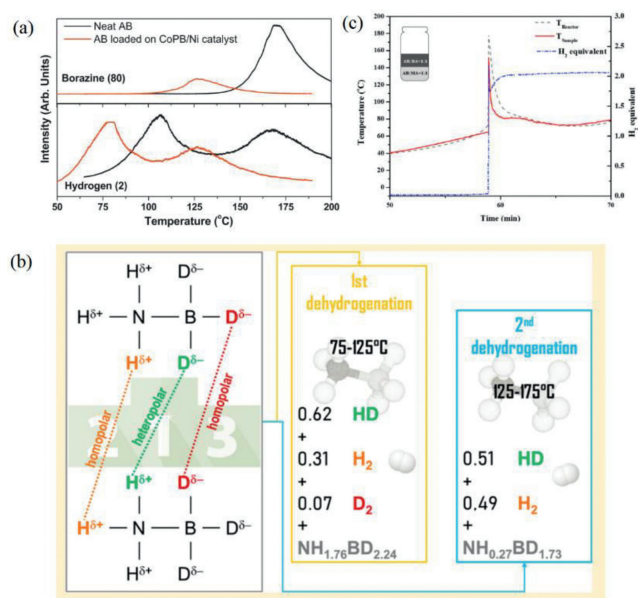 (a)
Neat AB
AB loaded on CoPB/Ni catalyst
Borazine (80)
Hydrogen (2)
Intensity (Arb. Units)
50 75 100 125 150 175 200
Temperature (°C)
(c)
200
180
160
140
120
100
80
60
40
20
0
Temperature (°C)
T_Reactor
T_Sample
H₂ equivalent
3.0
2.5
2.0
1.5
1.0
0.5
0.0
H₂ equivalent
50 55 60 65 70
Time (min)
(b)
Hδ+ Dδ−
Hδ+ N B Dδ−
Hδ+ Dδ−
homopolar
heteropolar
homopolar
2 1 3
Hδ+ Dδ−
Hδ+ N B Dδ−
Hδ+ Dδ−
1st
dehydrogenation
75-125°C
0.62 HD
+
0.31 H₂
+
0.07 D₂
+
NH₁.₇₆BD₂.₂₄
2nd
dehydrogenation
125-175°C
0.51 HD
+
0.49 H₂
+
NH₀.₂₇BD₁.₇₃